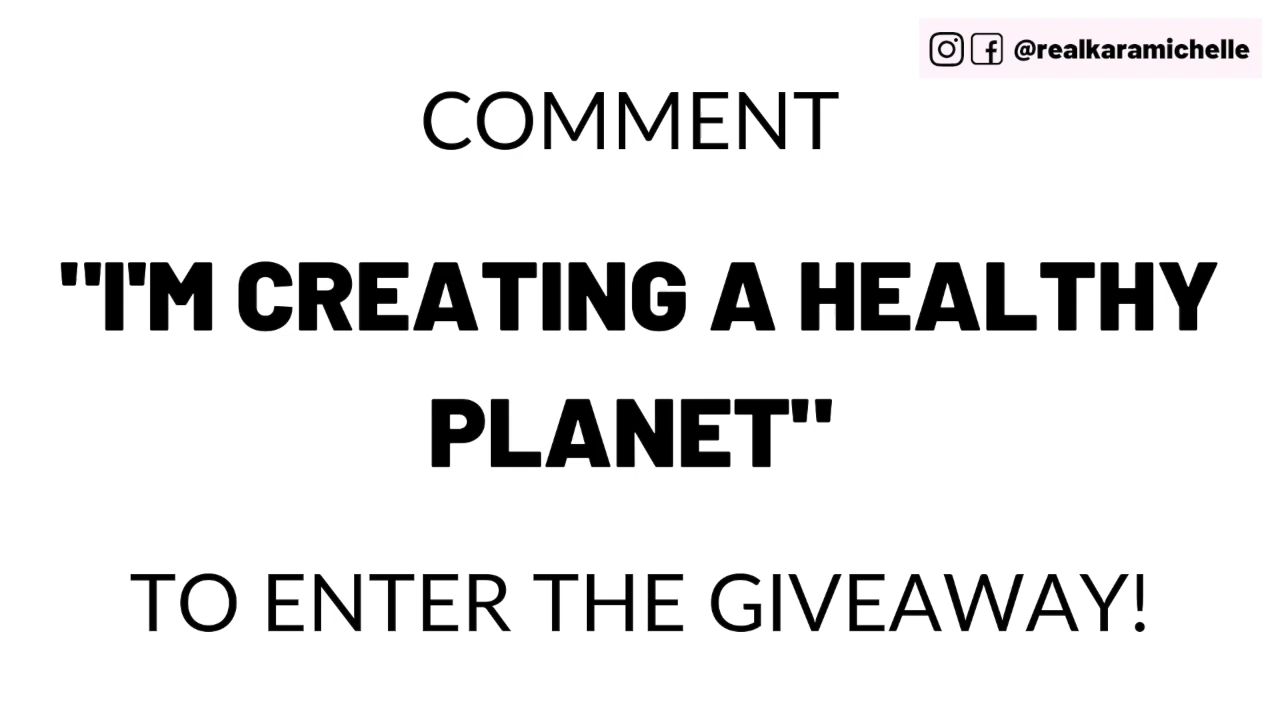 @realkaramichelle
COMMENT
"I'M CREATING A HEALTHY
PLANET"
TO ENTER THE GIVEAWAY!